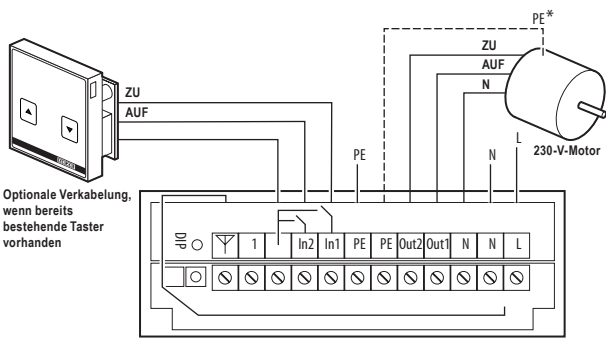 PE*
ZU
AUF
N
ZU
AUF
PE
N
L
230-V-Motor
Optionale Verkabelung,
wenn bereits
bestehende Taster
vorhanden
DIP
1
In2
In1
PE
PE
Out2
Out1
N
N
L